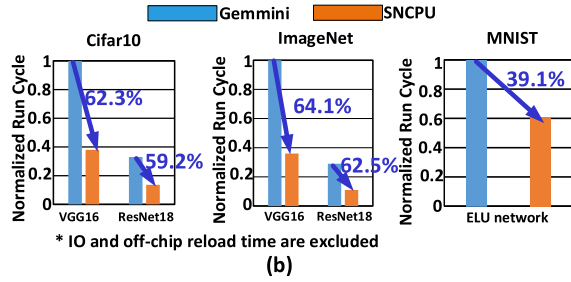 Gemmini SNCPU
Cifar10 ImageNet MNIST
Normalized Run Cycle
1
0.8
0.6
0.4
0.2
0
62.3%
59.2%
VGG16 ResNet18
Normalized Run Cycle
1
0.8
0.6
0.4
0.2
0
64.1%
62.5%
VGG16 ResNet18
Normalized Run Cycle
1
0.8
0.6
0.4
0.2
0
39.1%
ELU network
* IO and off-chip reload time are excluded
(b)